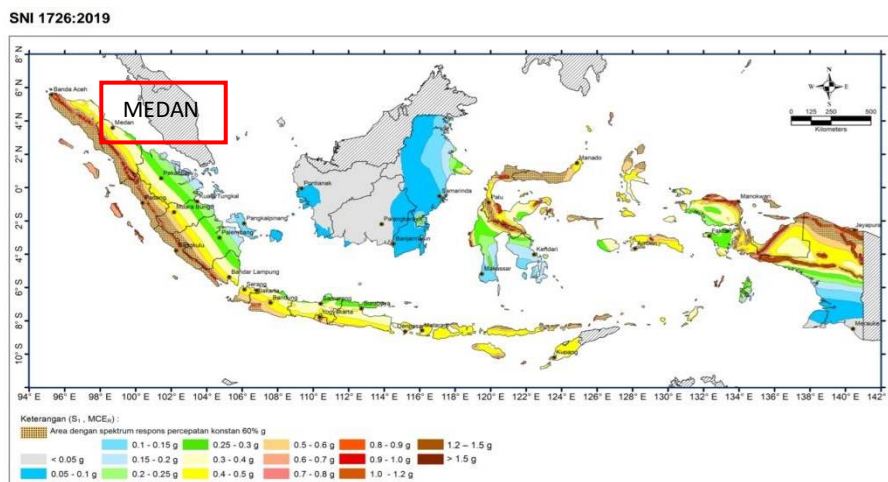 SNI 1726:2019
8° N
6° N
4° N
2° N
0°
2° S
4° S
6° S
8° S
10° S
94° E 96° E 98° E 100° E 102° E 104° E 106° E 108° E 110° E 112° E 114° E 116° E 118° E 120° E 122° E 124° E 126° E 128° E 130° E 132° E 134° E 136° E 138° E 140° E 142° E
MEDAN
N
W E
S
0 125 250 500
Kilometers
Banda Aceh
Medan
Pekanbaru
Kuala Tungkal
Padang
Muara Bungo
Pangkalpinang
Palembang
Bengkulu
Bandar Lampung
Serang
Jakarta
Bandung
Semarang
Surabaya
Yogyakarta
Denpasar
Mataram
Kupang
Pontianak
Samarinda
Palangkaraya
Banjarmasin
Manado
Palu
Kendari
Makassar
Ambon
Manokwari
Jayapura
Merauke
Keterangan (S₁ , MCEᵣ) :
Area dengan spektrum respons percepatan konstan 60% g
< 0.05 g
0.05 - 0.1 g
0.1 - 0.15 g
0.15 - 0.2 g
0.2 - 0.25 g
0.25 - 0.3 g
0.3 - 0.4 g
0.4 - 0.5 g
0.5 - 0.6 g
0.6 - 0.7 g
0.7 - 0.8 g
0.8 - 0.9 g
0.9 - 1.0 g
1.0 - 1.2 g
1.2 – 1.5 g
> 1.5 g